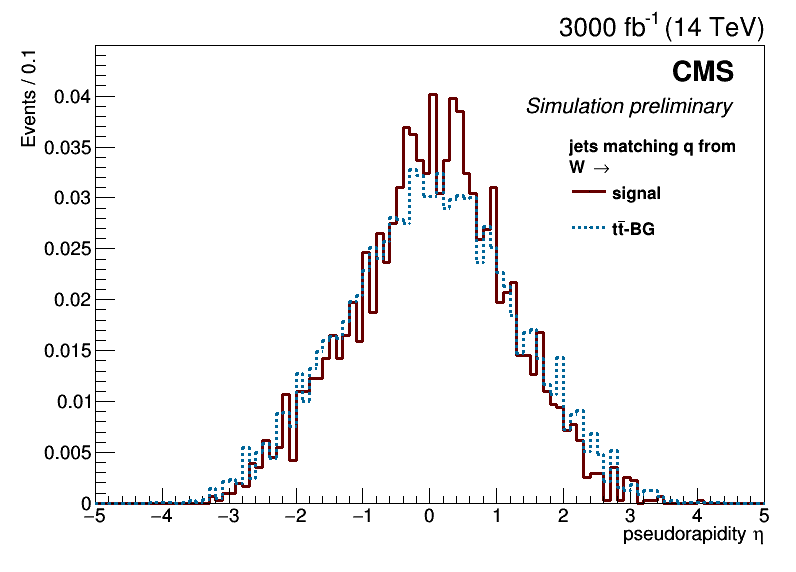 3000 fb⁻¹ (14 TeV)
Events / 0.1
CMS
Simulation preliminary
jets matching q from
W →
signal
tt̄-BG
0.04
0.035
0.03
0.025
0.02
0.015
0.01
0.005
0
−5 −4 −3 −2 −1 0 1 2 3 4 5
pseudorapidity η